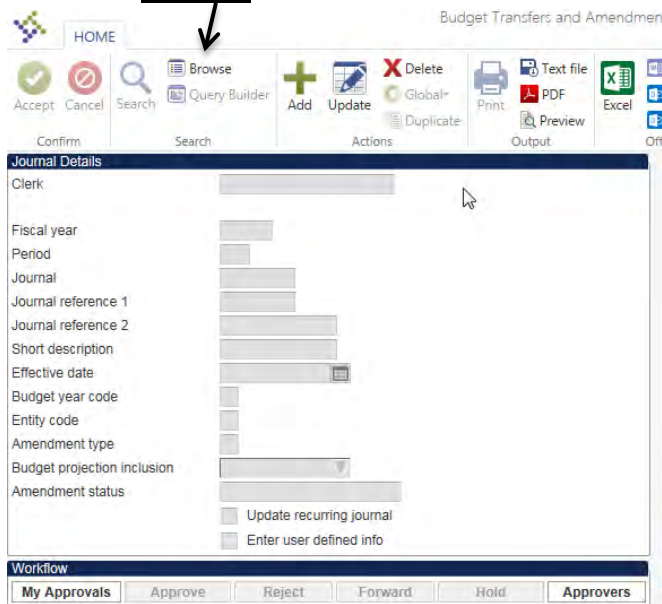 Budget Transfers and Amendmen
HOME
Browse
Query Builder
Accept Cancel Search
Add Update
Delete
Global
Duplicate
Print
Text file
PDF
Preview
Excel
Confirm Search Actions Output Off
Journal Details
Clerk
Fiscal year
Period
Journal
Journal reference 1
Journal reference 2
Short description
Effective date
Budget year code
Entity code
Amendment type
Budget projection inclusion
Amendment status
Update recurring journal
Enter user defined info
Workflow
My Approvals Approve Reject Forward Hold Approvers